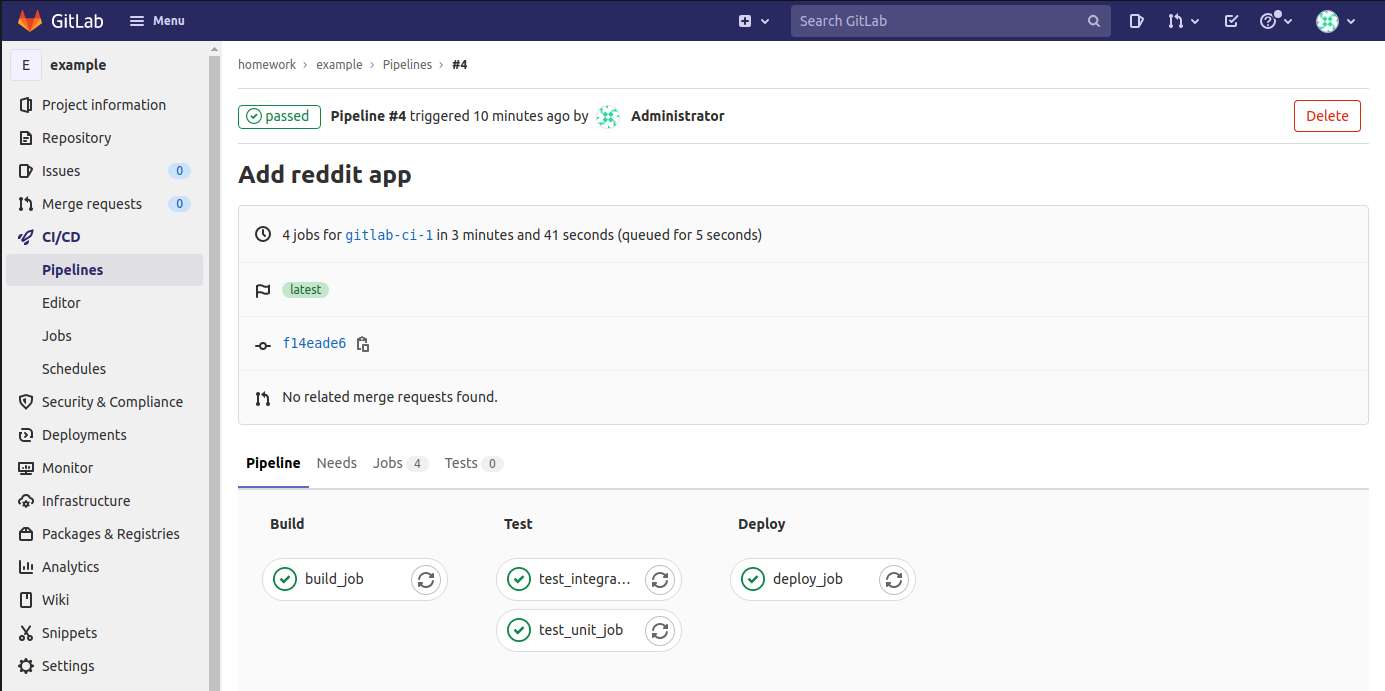 GitLab
Menu
Search GitLab
E example
Project information
Repository
Issues 0
Merge requests 0
CI/CD
Pipelines
Editor
Jobs
Schedules
Security & Compliance
Deployments
Monitor
Infrastructure
Packages & Registries
Analytics
Wiki
Snippets
Settings
homework › example › Pipelines › #4
passed Pipeline #4 triggered 10 minutes ago by Administrator
Delete
Add reddit app
4 jobs for gitlab-ci-1 in 3 minutes and 41 seconds (queued for 5 seconds)
latest
f14eade6
No related merge requests found.
Pipeline Needs Jobs 4 Tests 0
Build Test Deploy
build_job test_integra... deploy_job
test_unit_job